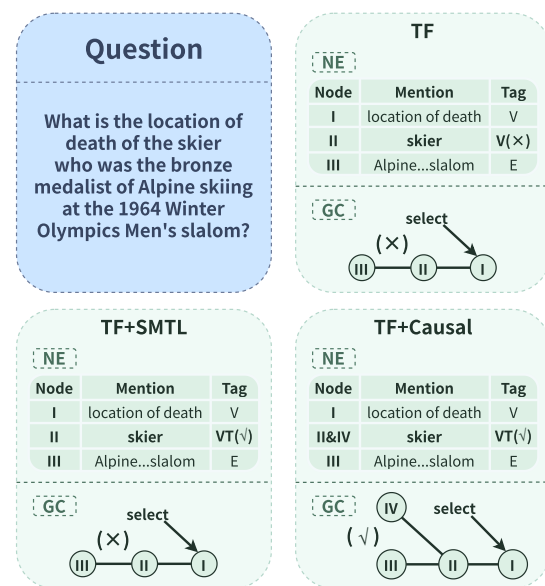 Question
What is the location of
death of the skier
who was the bronze
medalist of Alpine skiing
at the 1964 Winter
Olympics Men's slalom?
TF
NE
Node Mention Tag
I location of death V
II skier V(×)
III Alpine...slalom E
GC
select
(×)
III II I
TF+SMTL
NE
Node Mention Tag
I location of death V
II skier VT(√)
III Alpine...slalom E
GC
select
(×)
III II I
TF+Causal
NE
Node Mention Tag
I location of death V
II&IV skier VT(√)
III Alpine...slalom E
GC
IV
select
(√)
III II I